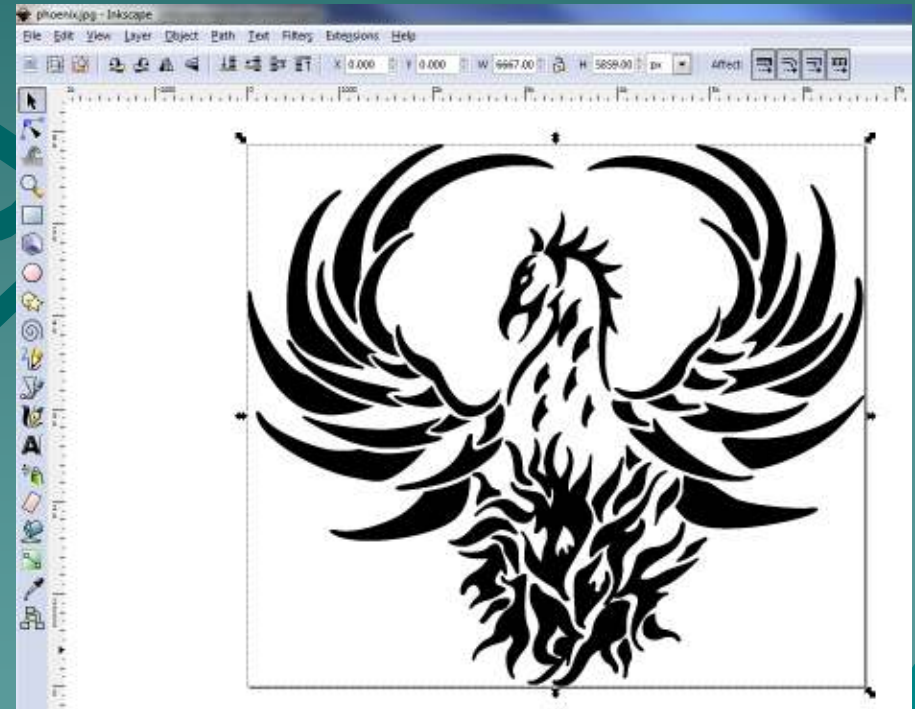 phoenix.jpg - Inkscape
File Edit View Layer Object Path Text Filters Extensions Help
X 0.000 Y 0.000 W 6667.00 H 5859.00 px Affect: